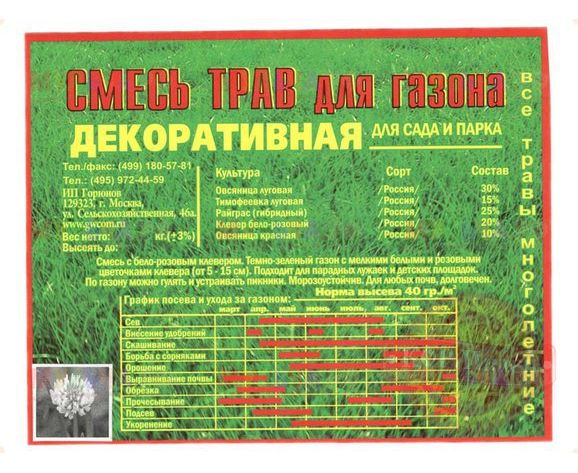 СМЕСЬ ТРАВ для газона
ДЕКОРАТИВНАЯ для сада и парка
Тел./факс: (499) 180-57-81
Тел.: (495) 972-44-59
ИП Горюнов
129323, г. Москва,
ул. Сельскохозяйственная, 46а.
www.gwcom.ru
Вес нетто: кг.(±3%)
Высеять до:
Культура Сорт Состав
Овсяница луговая /Россия/ 30%
Тимофеевка луговая /Россия/ 15%
Райграс (гибридный) /Россия/ 25%
Клевер бело-розовый /Россия/ 20%
Овсяница красная /Россия/ 10%
Смесь с бело-розовым клевером. Темно-зеленый газон с мелкими белыми и розовыми
цветочками клевера (от 5 - 15 см). Подходит для парадных лужаек и детских площадок.
По газону можно гулять и устраивать пикники. Морозоустойчив. Для любых почв, долговечен.
Норма высева 40 гр./м²
График посева и ухода за газоном:
март апр. май июнь июль авг. сент. окт.
Сев
Внесение удобрений
Скашивание
Борьба с сорняками
Орошение
Выравнивание почвы
Обрезка
Прочесывание
Подсев
Укоренение
все травы многолетние